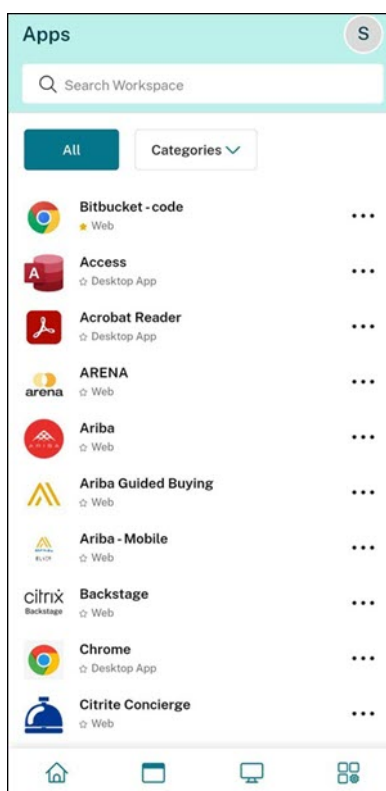 Apps
S
Search Workspace
All
Categories
Bitbucket - code
Web
A
Access
Desktop App
Acrobat Reader
Desktop App
arena
ARENA
Web
ARIBA
Ariba
Web
Ariba Guided Buying
Web
Ariba - Mobile
Web
citrix
Backstage
Backstage
Web
Chrome
Desktop App
Citrite Concierge
Web